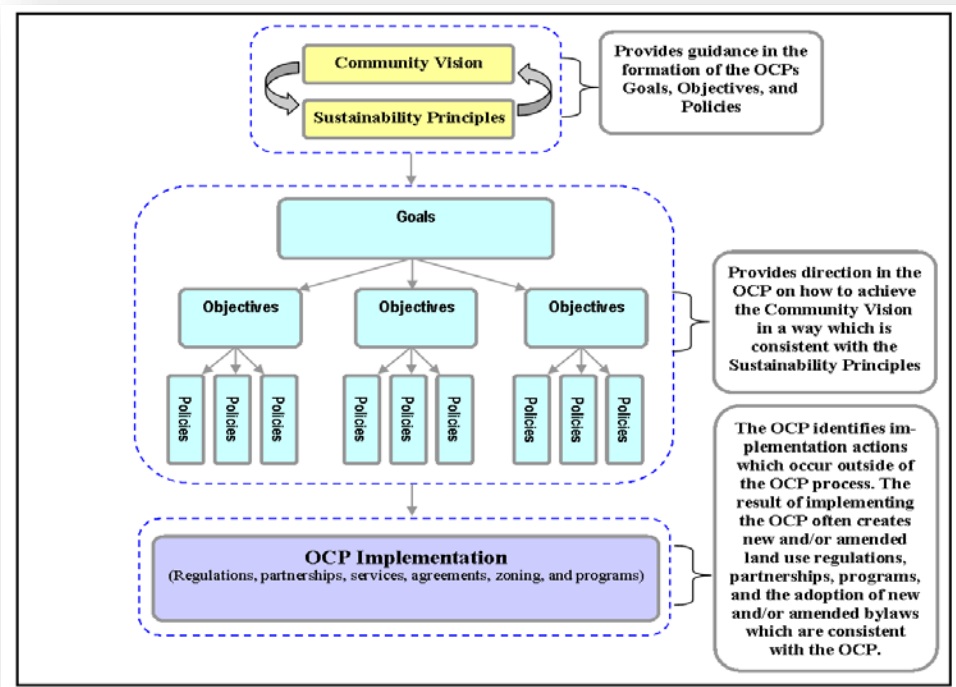 Community Vision
Sustainability Principles
Provides guidance in the
formation of the OCPs
Goals, Objectives, and
Policies
Goals
Objectives
Objectives
Objectives
Policies
Policies
Policies
Policies
Policies
Policies
Policies
Policies
Policies
Provides direction in the
OCP on how to achieve
the Community Vision
in a way which is
consistent with the
Sustainability Principles
OCP Implementation
(Regulations, partnerships, services, agreements, zoning, and programs)
The OCP identifies im-
plementation actions
which occur outside of
the OCP process. The
result of implementing
the OCP often creates
new and/or amended
land use regulations,
partnerships, programs,
and the adoption of new
and/or amended bylaws
which are consistent
with the OCP.